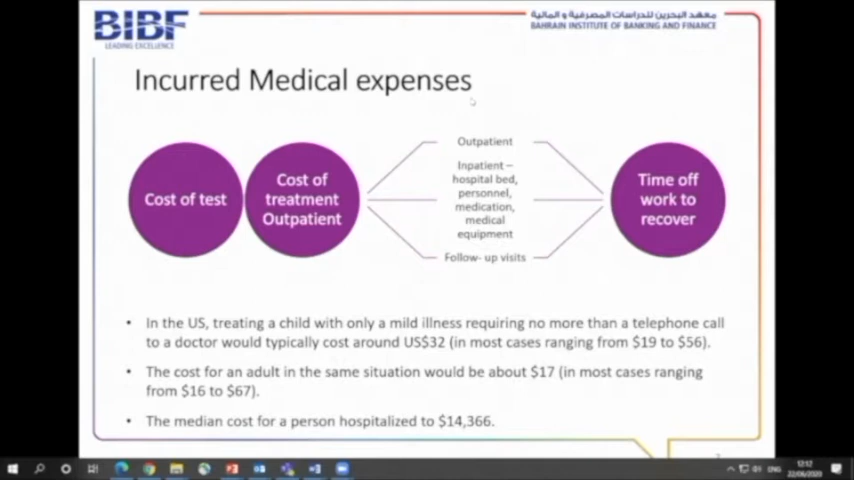 BIBF
LEADING EXCELLENCE
معهد البحرين للدراسات المصرفية و المالية
BAHRAIN INSTITUTE OF BANKING AND FINANCE
Incurred Medical expenses
Cost of test
Cost of
treatment
Outpatient
Outpatient
Inpatient –
hospital bed,
personnel,
medication,
medical
equipment
Follow- up visits
Time off
work to
recover
• In the US, treating a child with only a mild illness requiring no more than a telephone call
to a doctor would typically cost around US$32 (in most cases ranging from $19 to $56).
• The cost for an adult in the same situation would be about $17 (in most cases ranging
from $16 to $67).
• The median cost for a person hospitalized to $14,366.
ENG
12:12
22/06/2020